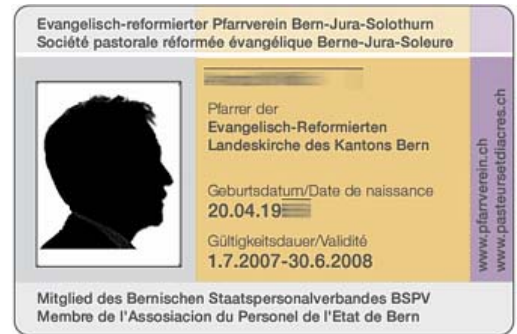 Evangelisch-reformierter Pfarrverein Bern-Jura-Solothurn
Société pastorale réformée évangélique Berne-Jura-Soleure
Pfarrer der
Evangelisch-Reformierten
Landeskirche des Kantons Bern
Geburtsdatum/Date de naissance
20.04.19
Gültigkeitsdauer/Validité
1.7.2007-30.6.2008
www.pfarrverein.ch
www.pasteursetdiacres.ch
Mitglied des Bernischen Staatspersonalverbandes BSPV
Membre de l'Assosiacion du Personel de l'Etat de Bern